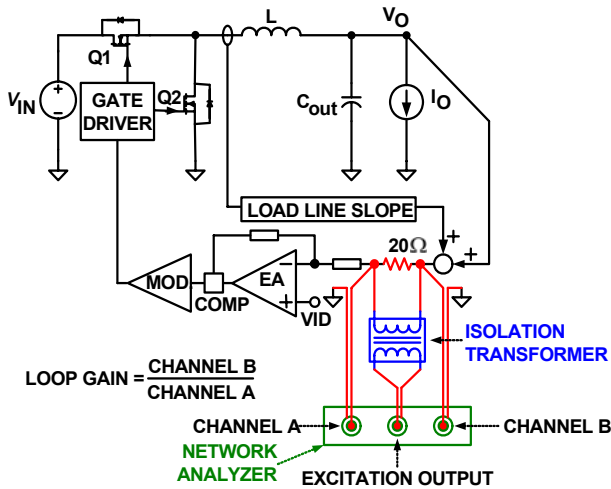 L
V_O
Q1
Q2
V_IN
GATE
DRIVER
C_out
I_O
LOAD LINE SLOPE
+
+
20Ω
MOD
COMP
EA
−
+
VID
ISOLATION
TRANSFORMER
LOOP GAIN = CHANNEL B
CHANNEL A
CHANNEL A
CHANNEL B
NETWORK
ANALYZER
EXCITATION OUTPUT